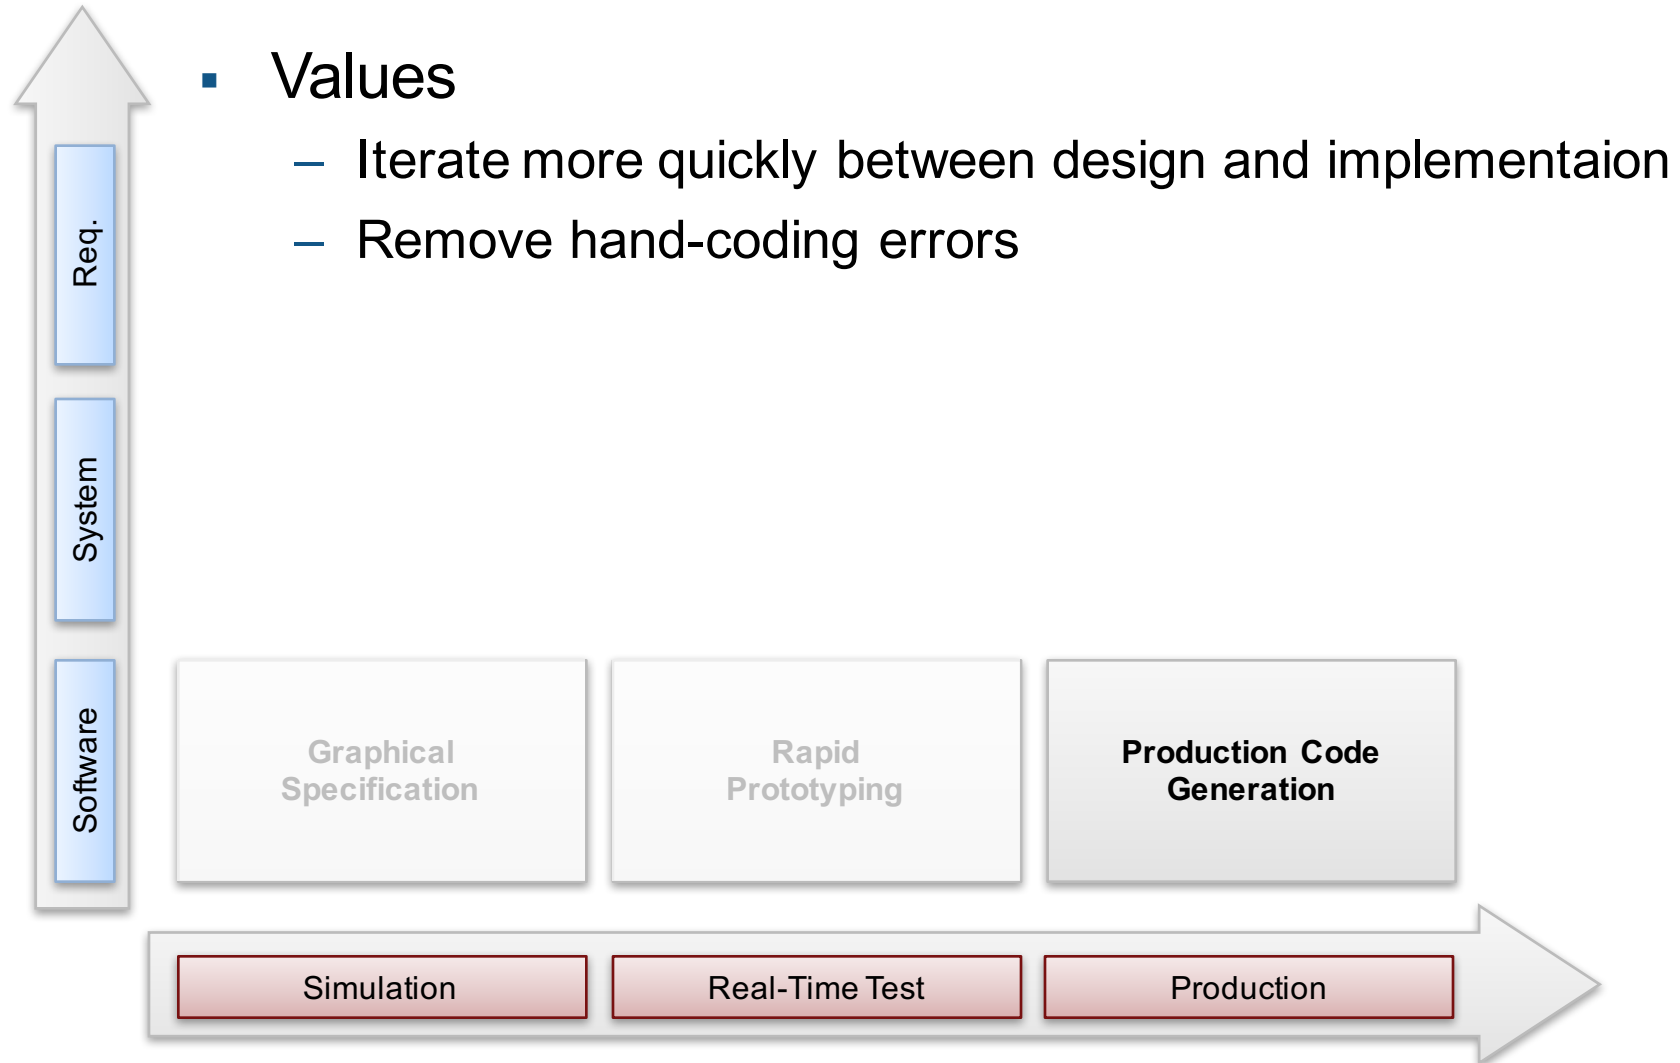 ▪ Values
– Iterate more quickly between design and implementaion
– Remove hand-coding errors
Req.
System
Software
Graphical
Specification
Rapid
Prototyping
Production Code
Generation
Simulation
Real-Time Test
Production